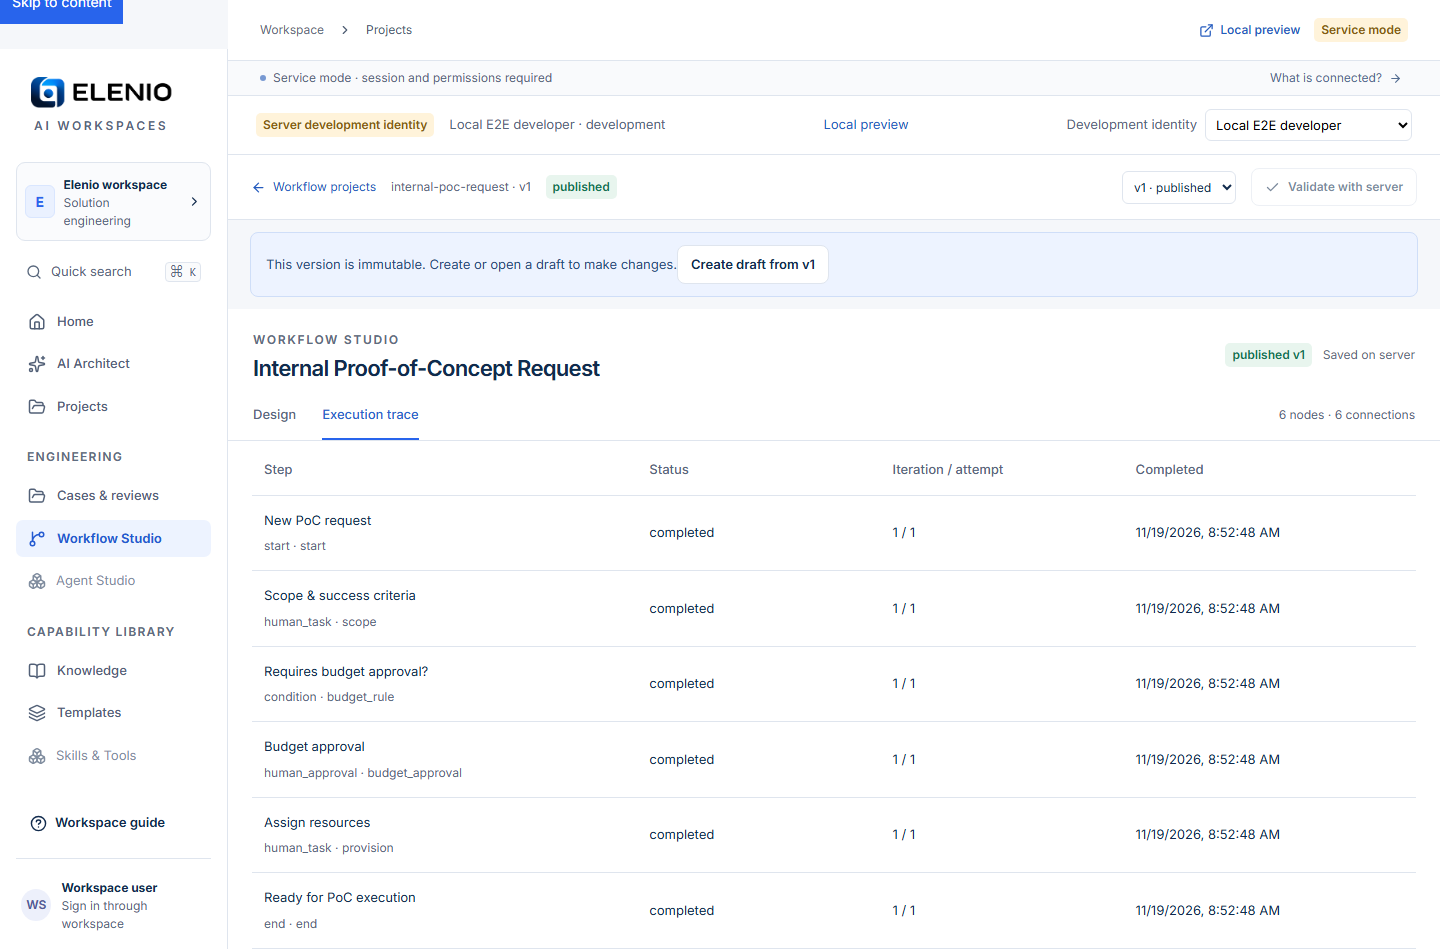 Skip to content
ELENIO
AI WORKSPACES
E
Elenio workspace
Solution
engineering
Quick search
⌘ K
Home
AI Architect
Projects
ENGINEERING
Cases & reviews
Workflow Studio
Agent Studio
CAPABILITY LIBRARY
Knowledge
Templates
Skills & Tools
Workspace guide
WS
Workspace user
Sign in through
workspace
Workspace > Projects
Local preview
Service mode
Service mode · session and permissions required
What is connected? →
Server development identity
Local E2E developer · development
Local preview
Development identity
Local E2E developer
← Workflow projects
internal-poc-request · v1
published
v1 · published
Validate with server
This version is immutable. Create or open a draft to make changes.
Create draft from v1
WORKFLOW STUDIO
Internal Proof-of-Concept Request
published v1
Saved on server
Design
Execution trace
6 nodes · 6 connections
Step Status Iteration / attempt Completed
New PoC request
start · start
completed 1 / 1 11/19/2026, 8:52:48 AM
Scope & success criteria
human_task · scope
completed 1 / 1 11/19/2026, 8:52:48 AM
Requires budget approval?
condition · budget_rule
completed 1 / 1 11/19/2026, 8:52:48 AM
Budget approval
human_approval · budget_approval
completed 1 / 1 11/19/2026, 8:52:48 AM
Assign resources
human_task · provision
completed 1 / 1 11/19/2026, 8:52:48 AM
Ready for PoC execution
end · end
completed 1 / 1 11/19/2026, 8:52:48 AM